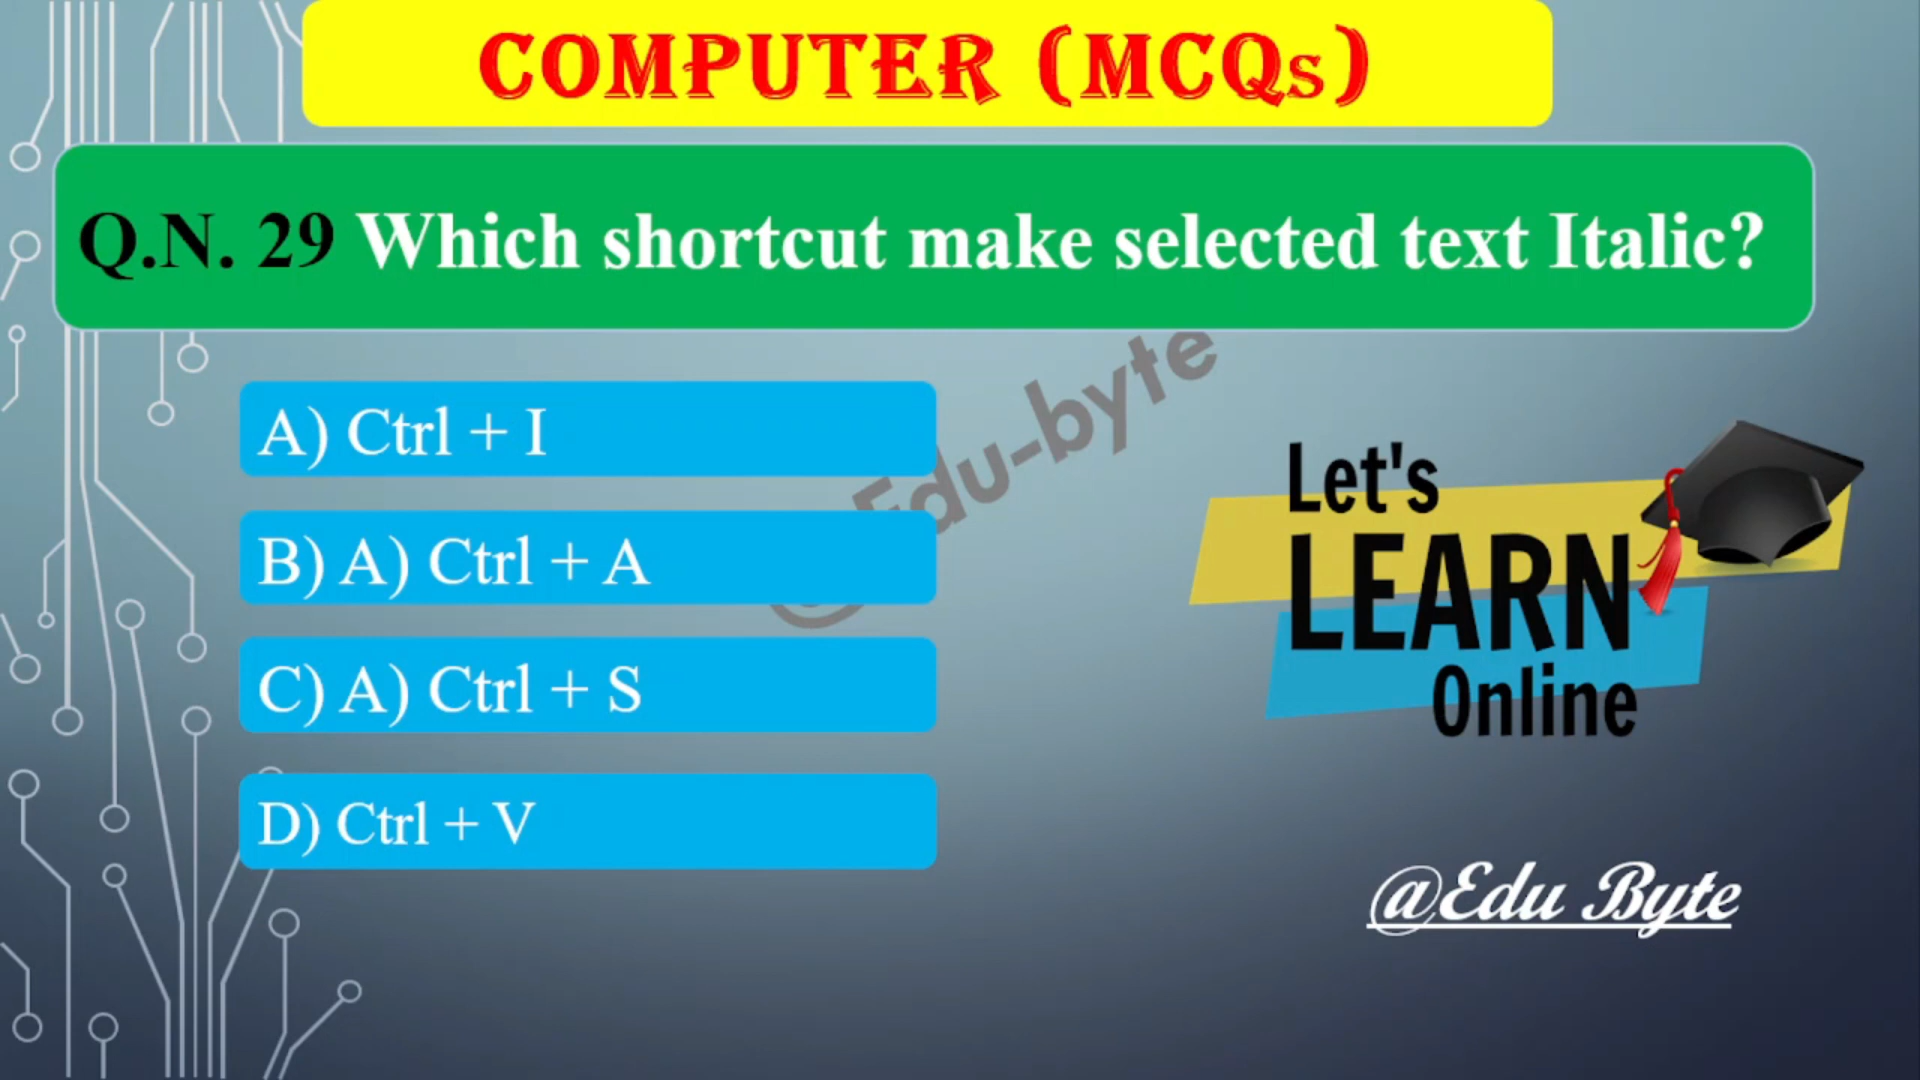 COMPUTER (MCQs)
Q.N. 29 Which shortcut make selected text Italic?
A) Ctrl + I
B) A) Ctrl + A
C) A) Ctrl + S
D) Ctrl + V
@Edu-byte
Let's
LEARN
Online
@Edu Byte